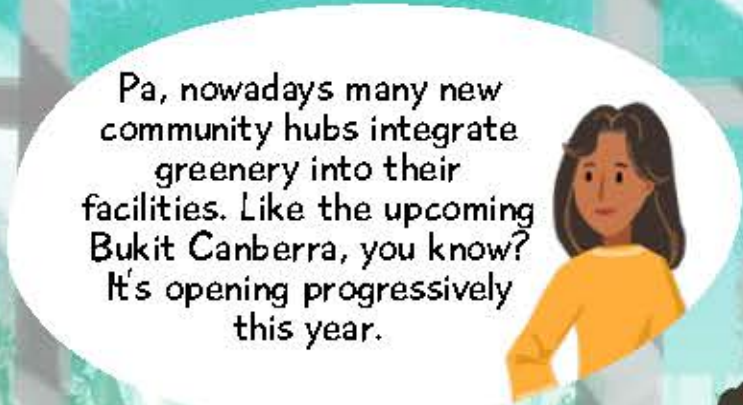 Pa, nowadays many new
community hubs integrate
greenery into their
facilities. Like the upcoming
Bukit Canberra, you know?
It's opening progressively
this year.